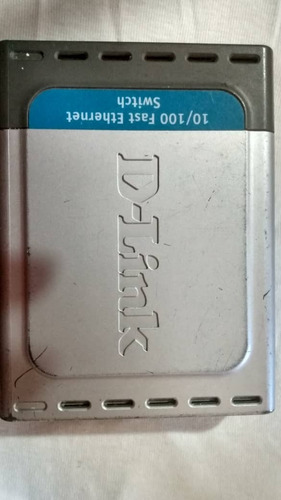 10/100 Fast Ethernet
Switch
D-Link